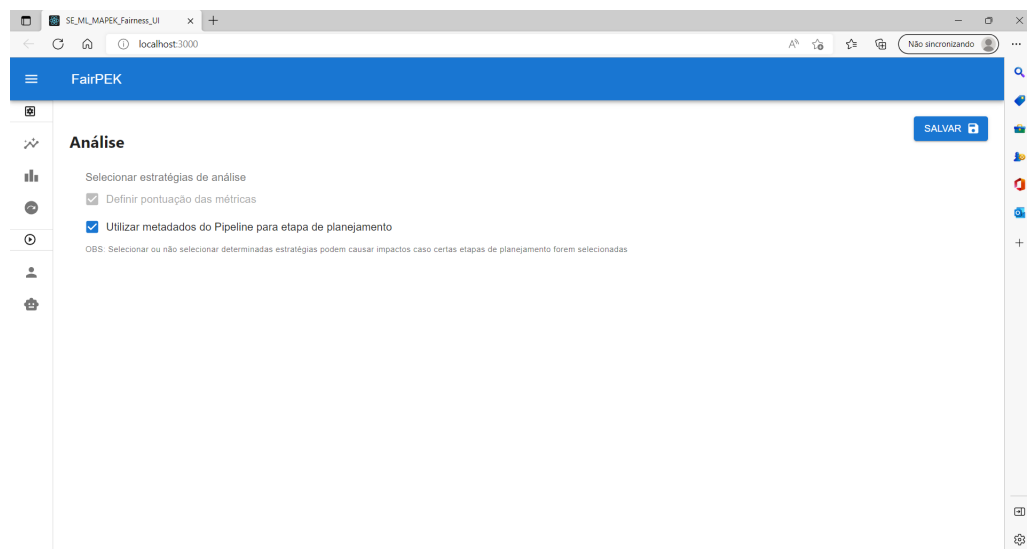 SE_ML_MAPEK_Fairness_UI
localhost:3000
Não sincronizando
FairPEK
SALVAR
Análise
Selecionar estratégias de análise
Definir pontuação das métricas
Utilizar metadados do Pipeline para etapa de planejamento
OBS: Selecionar ou não selecionar determinadas estratégias podem causar impactos caso certas etapas de planejamento forem selecionadas